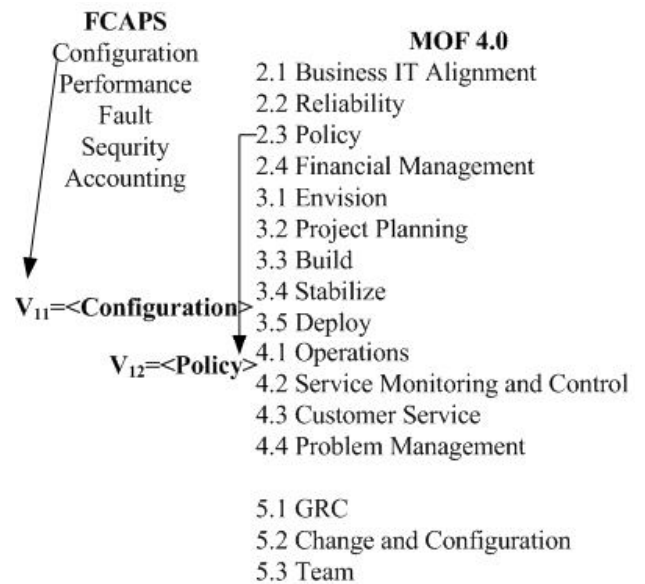 FCAPS
Configuration
Performance
Fault
Sequrity
Accounting
MOF 4.0
2.1 Business IT Alignment
2.2 Reliability
2.3 Policy
2.4 Financial Management
3.1 Envision
3.2 Project Planning
3.3 Build
3.4 Stabilize
3.5 Deploy
4.1 Operations
4.2 Service Monitoring and Control
4.3 Customer Service
4.4 Problem Management
5.1 GRC
5.2 Change and Configuration
5.3 Team
V₁₁=<Configuration>
V₁₂=<Policy>